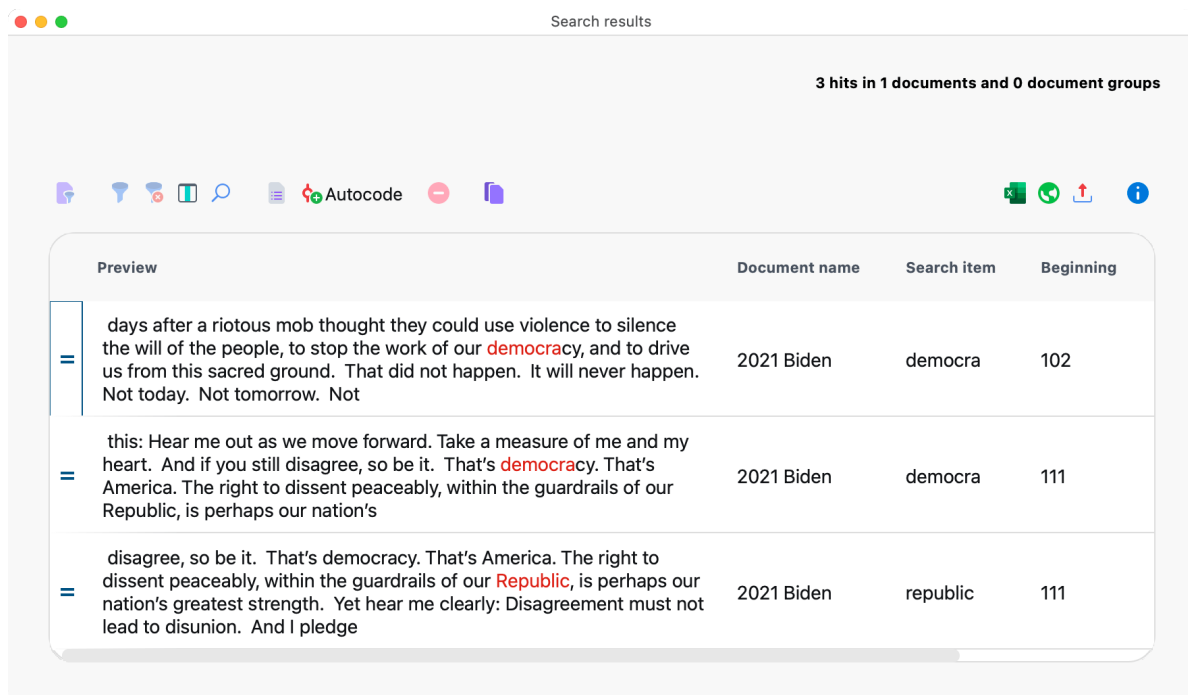 Search results
3 hits in 1 documents and 0 document groups
Autocode
Preview Document name Search item Beginning
days after a riotous mob thought they could use violence to silence
the will of the people, to stop the work of our democracy, and to drive
us from this sacred ground.  That did not happen.  It will never happen.
Not today.  Not tomorrow.  Not
2021 Biden democra 102
this: Hear me out as we move forward. Take a measure of me and my
heart.  And if you still disagree, so be it.  That’s democracy. That’s
America. The right to dissent peaceably, within the guardrails of our
Republic, is perhaps our nation’s
2021 Biden democra 111
disagree, so be it.  That’s democracy. That’s America. The right to
dissent peaceably, within the guardrails of our Republic, is perhaps our
nation’s greatest strength.  Yet hear me clearly: Disagreement must not
lead to disunion.  And I pledge
2021 Biden republic 111